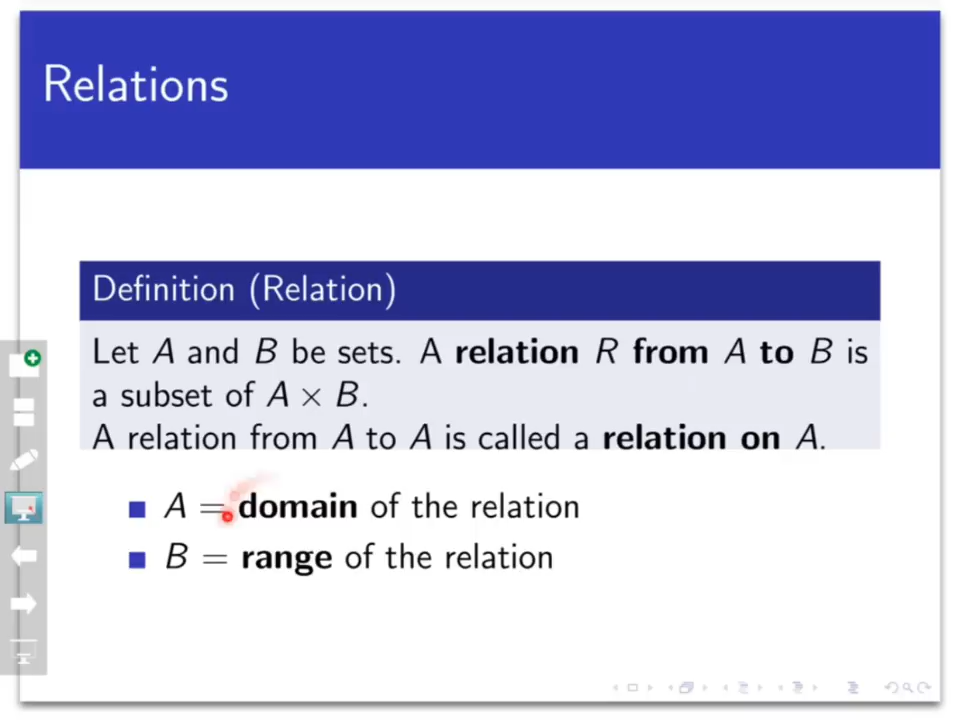 Relations
Definition (Relation)
Let A and B be sets. A relation R from A to B is
a subset of A × B.
A relation from A to A is called a relation on A.
A = domain of the relation
B = range of the relation